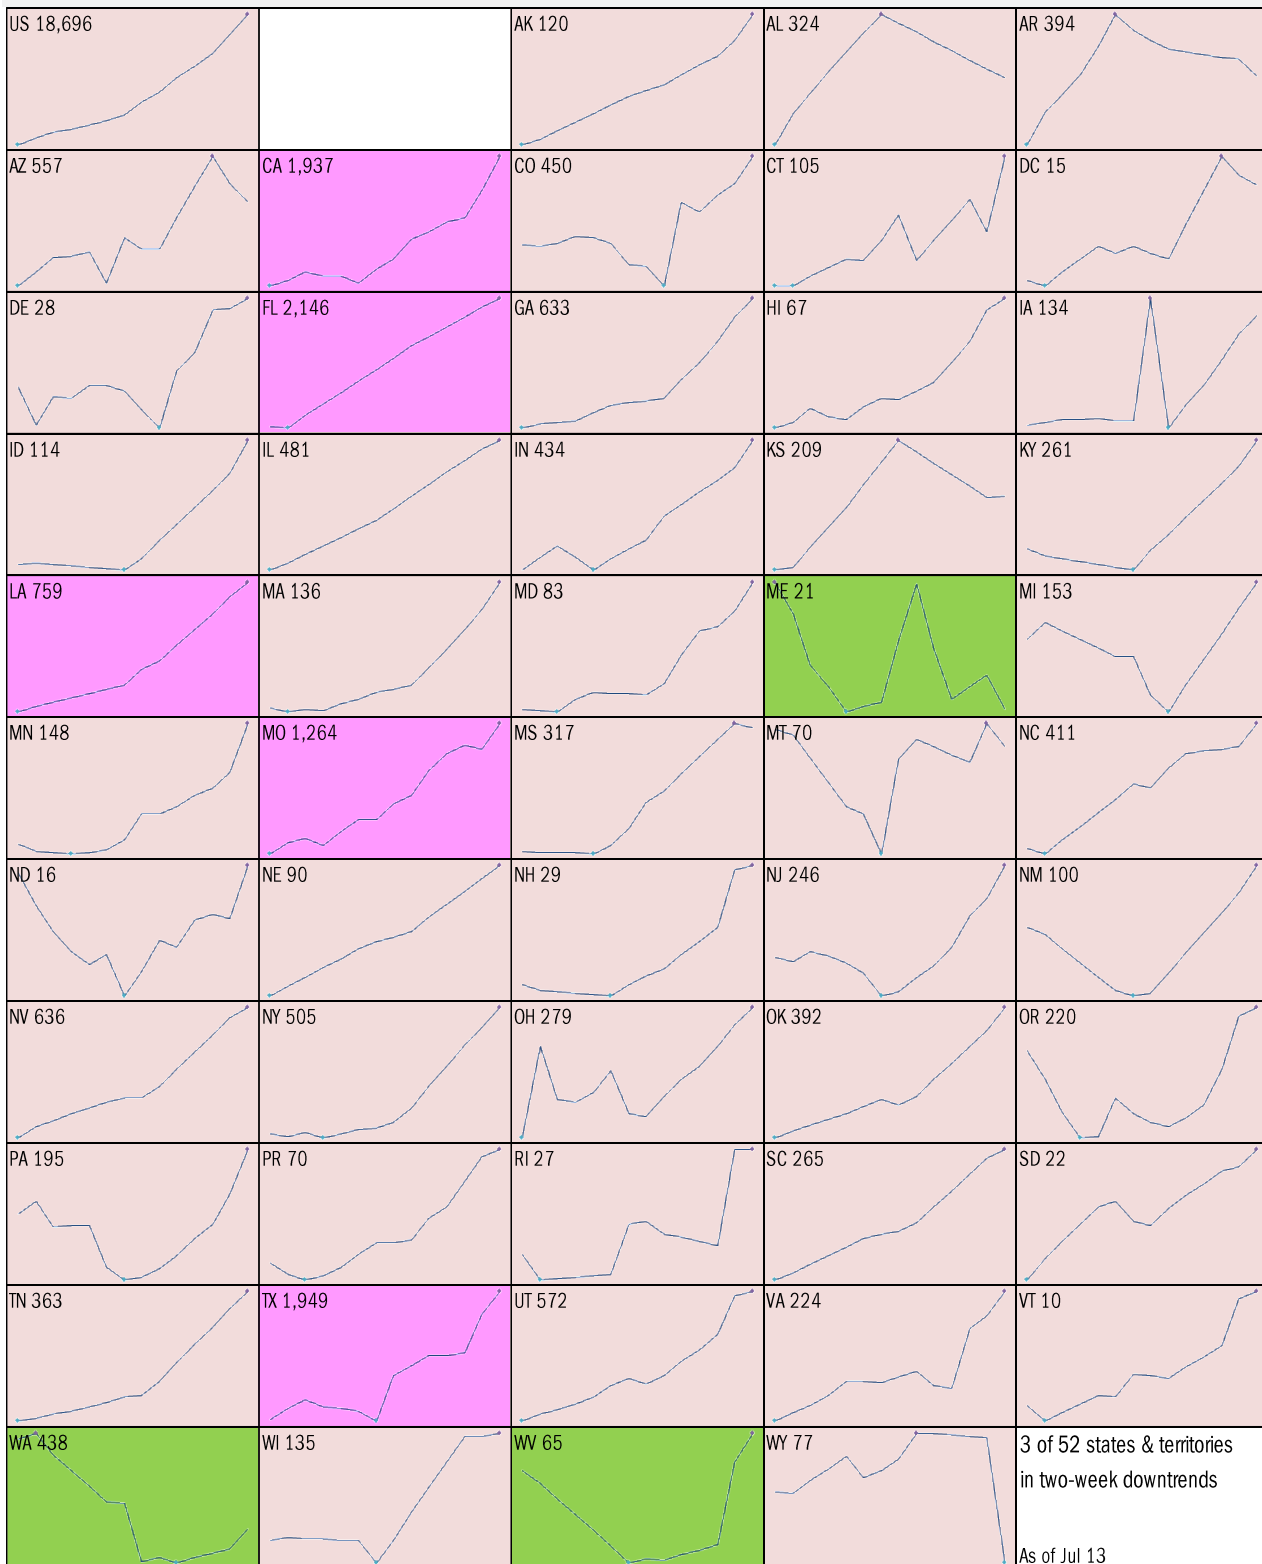 US 18,696
AK 120
AL 324
AR 394
AZ 557
CA 1,937
CO 450
CT 105
DC 15
DE 28
FL 2,146
GA 633
HI 67
IA 134
ID 114
IL 481
IN 434
KS 209
KY 261
LA 759
MA 136
MD 83
ME 21
MI 153
MN 148
MO 1,264
MS 317
MT 70
NC 411
ND 16
NE 90
NH 29
NJ 246
NM 100
NV 636
NY 505
OH 279
OK 392
OR 220
PA 195
PR 70
RI 27
SC 265
SD 22
TN 363
TX 1,949
UT 572
VA 224
VT 10
WA 438
WI 135
WV 65
WY 77
3 of 52 states & territories
in two-week downtrends
As of Jul 13